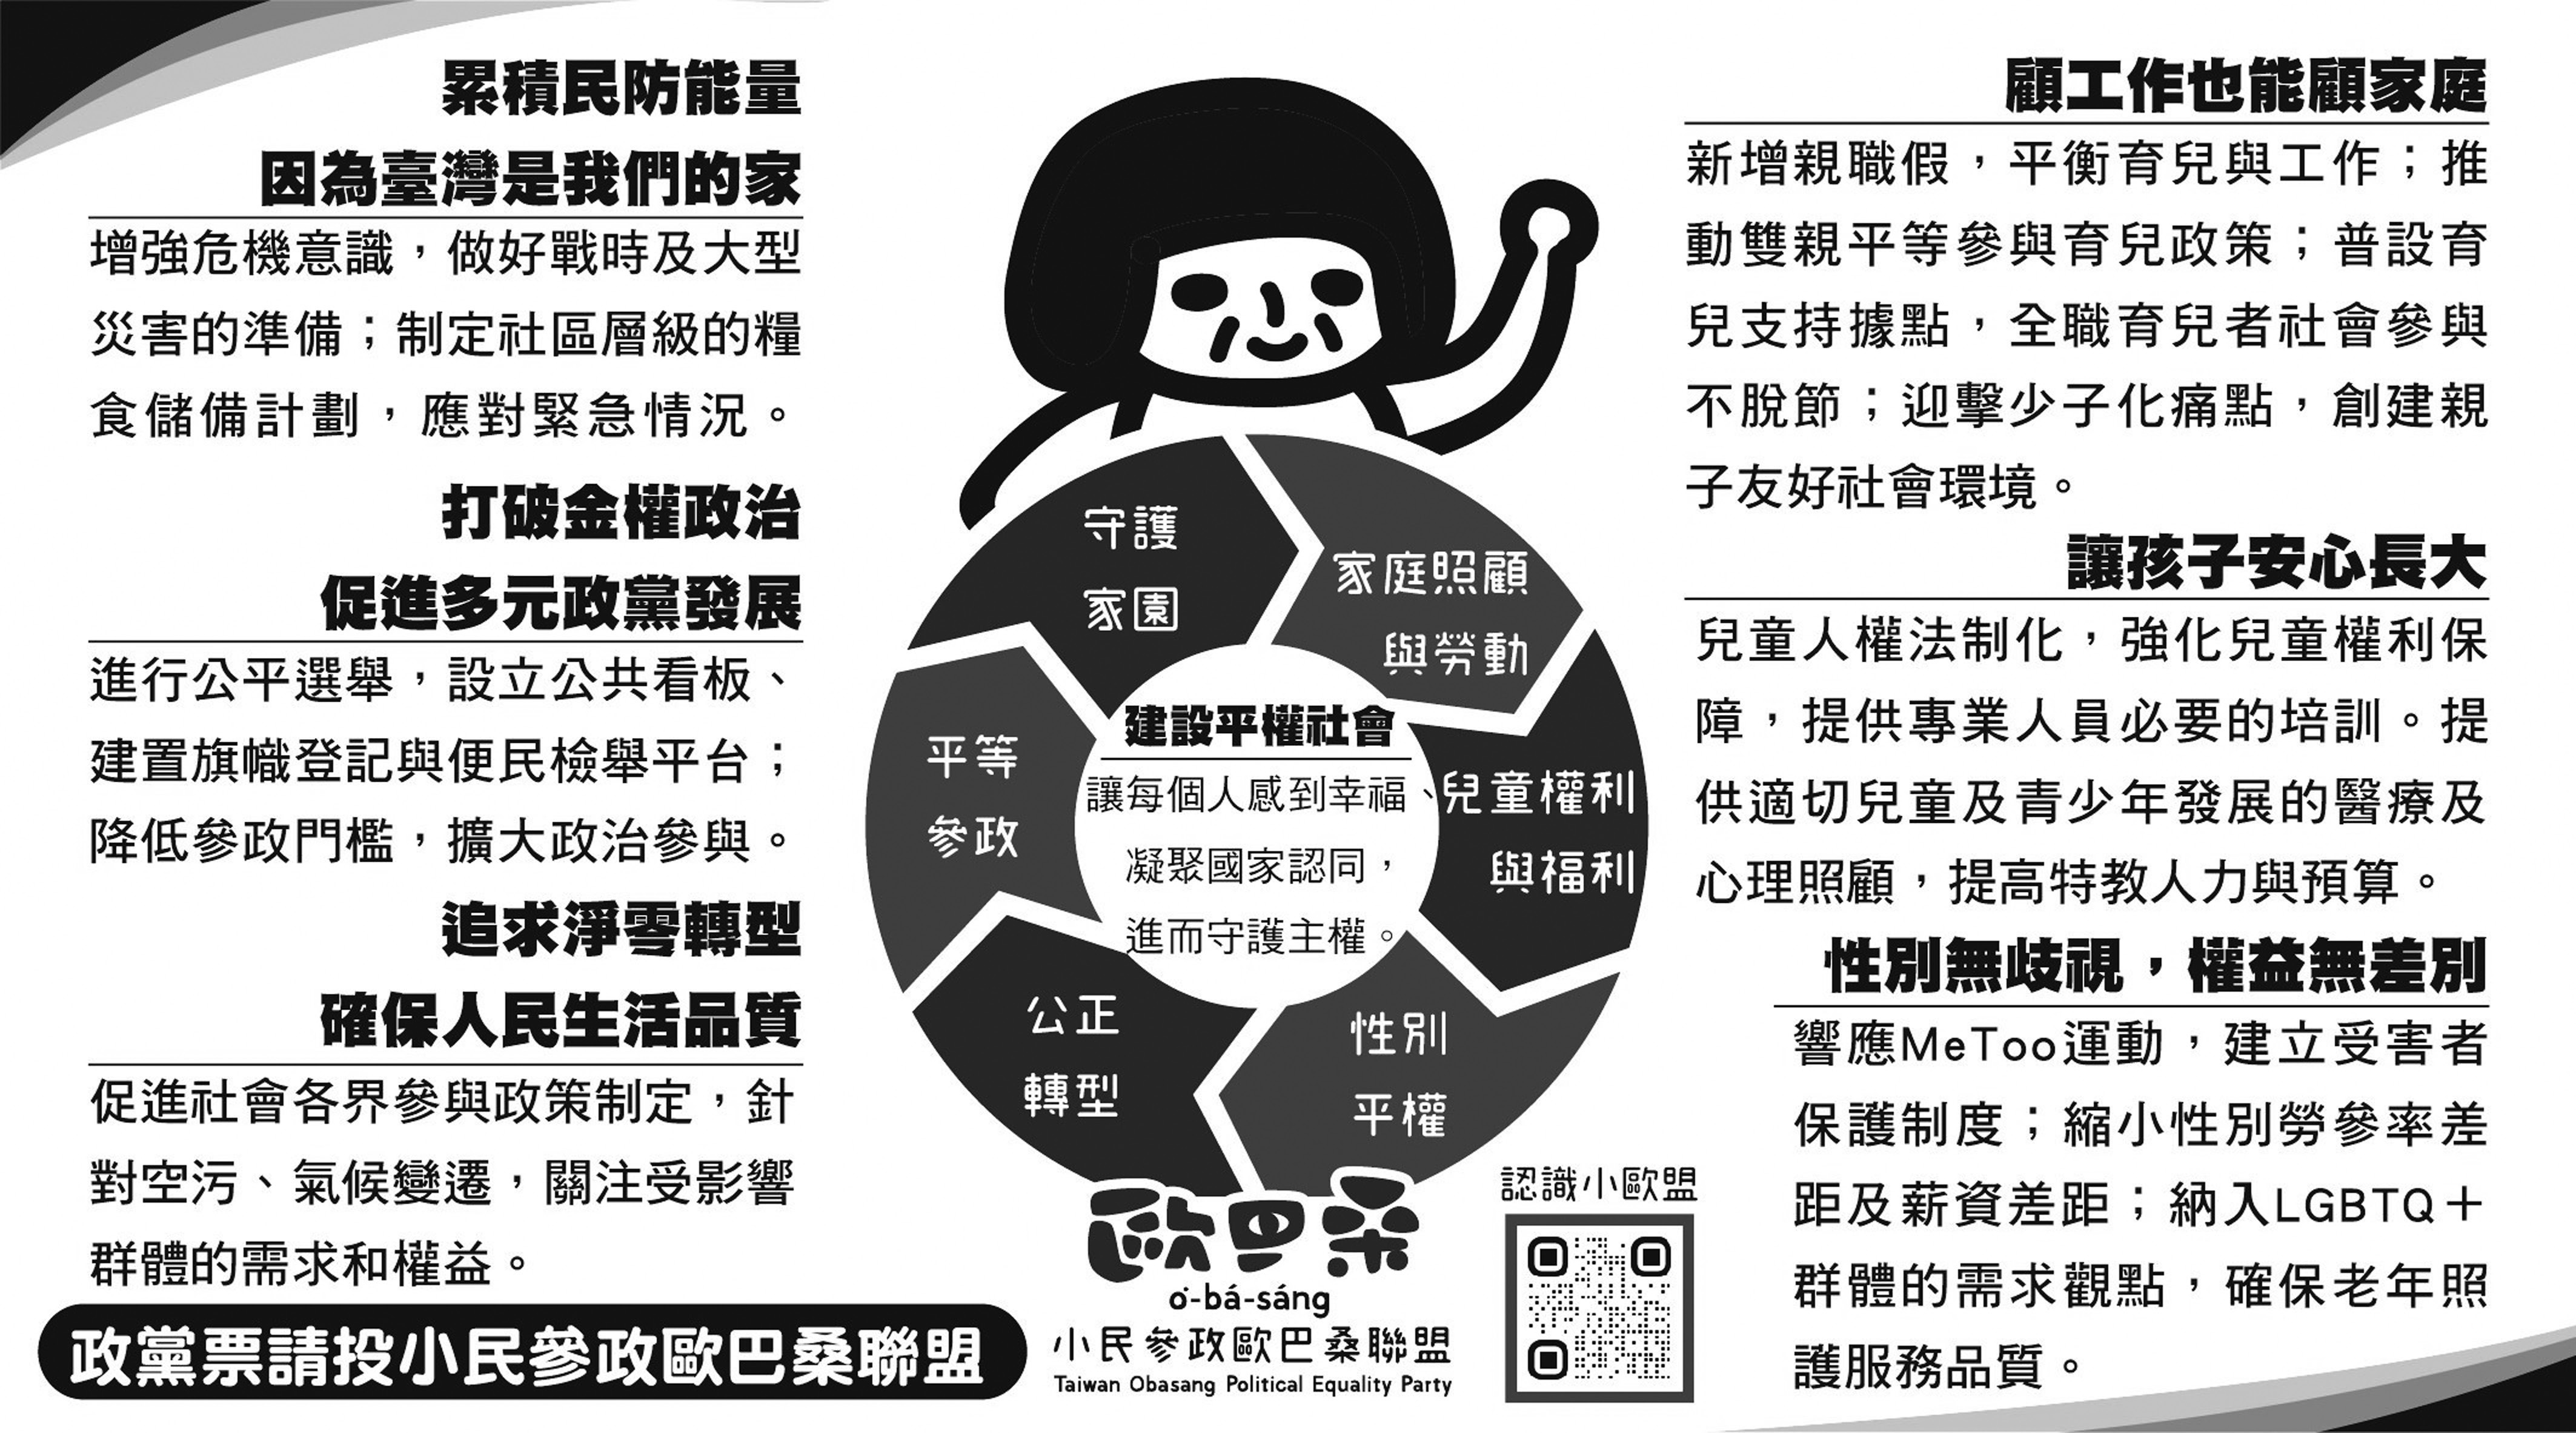 累積民防能量
因為臺灣是我們的家
增強危機意識，做好戰時及大型
災害的準備；制定社區層級的糧
食儲備計劃，應對緊急情況。
打破金權政治
促進多元政黨發展
進行公平選舉，設立公共看板、
建置旗幟登記與便民檢舉平台；
降低參政門檻，擴大政治參與。
追求淨零轉型
確保人民生活品質
促進社會各界參與政策制定，針
對空污、氣候變遷，關注受影響
群體的需求和權益。
政黨票請投小民參政歐巴桑聯盟
守護
家園
家庭照顧
與勞動
平等
參政
建設平權社會
讓每個人感到幸福、
凝聚國家認同，
進而守護主權。
兒童權利
與福利
公正
轉型
性別
平權
歐巴桑
o-bá-sáng
小民參政歐巴桑聯盟
Taiwan Obasang Political Equality Party
認識小歐盟
顧工作也能顧家庭
新增親職假，平衡育兒與工作；推
動雙親平等參與育兒政策；普設育
兒支持據點，全職育兒者社會參與
不脫節；迎擊少子化痛點，創建親
子友好社會環境。
讓孩子安心長大
兒童人權法制化，強化兒童權利保
障，提供專業人員必要的培訓。提
供適切兒童及青少年發展的醫療及
心理照顧，提高特教人力與預算。
性別無歧視，權益無差別
響應MeToo運動，建立受害者
保護制度；縮小性別勞參率差
距及薪資差距；納入LGBTQ＋
群體的需求觀點，確保老年照
護服務品質。